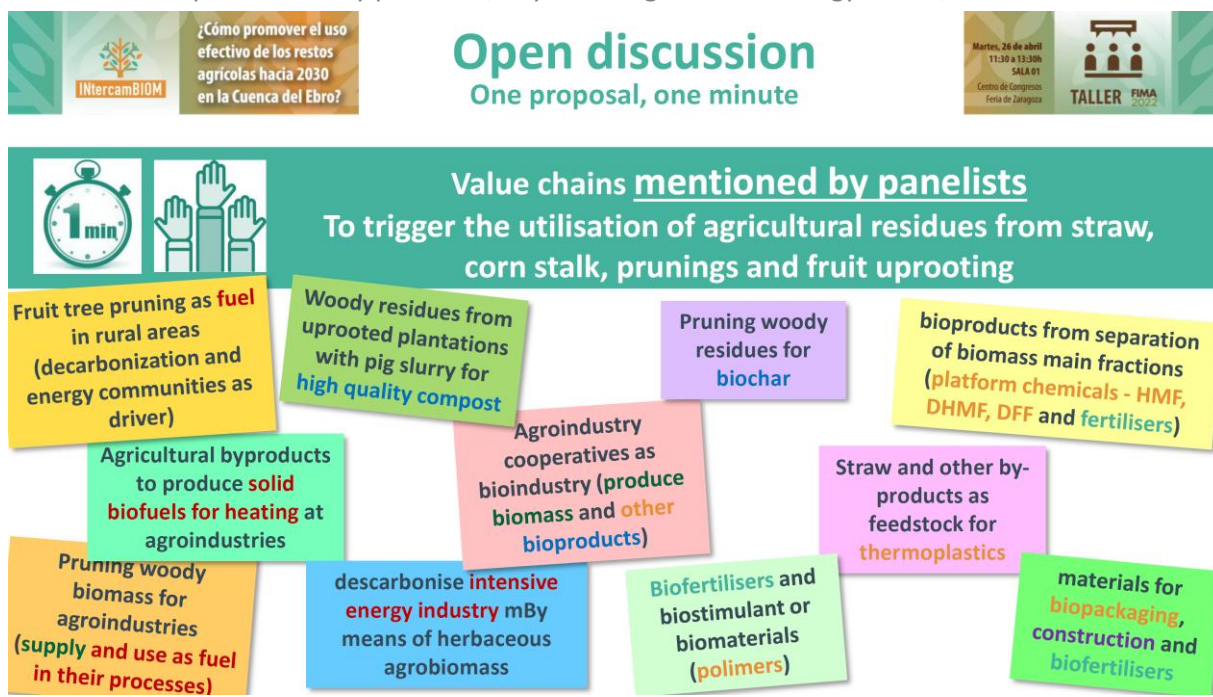 INtercamBIOM
¿Cómo promover el uso
efectivo de los restos
agrícolas hacia 2030
en la Cuenca del Ebro?
Open discussion
One proposal, one minute
Martes, 26 de abril
11:30 a 13:30h
SALA 01
Centro de Congresos
Feria de Zaragoza
TALLER
FIMA
2022
1 min
Value chains mentioned by panelists
To trigger the utilisation of agricultural residues from straw,
corn stalk, prunings and fruit uprooting
Fruit tree pruning as fuel
in rural areas
(decarbonization and
energy communities as
driver)
Woody residues from
uprooted plantations
with pig slurry for
high quality compost
Pruning woody
residues for
biochar
bioproducts from separation
of biomass main fractions
(platform chemicals - HMF,
DHMF, DFF and fertilisers)
Agricultural byproducts
to produce solid
biofuels for heating at
agroindustries
Agroindustry
cooperatives as
bioindustry (produce
biomass and other
bioproducts)
Straw and other by-
products as
feedstock for
thermoplastics
Pruning woody
biomass for
agroindustries
(supply and use as fuel
in their processes)
descarbonise intensive
energy industry mBy
means of herbaceous
agrobiomass
Biofertilisers and
biostimulant or
biomaterials
(polimers)
materials for
biopackaging,
construction and
biofertilisers